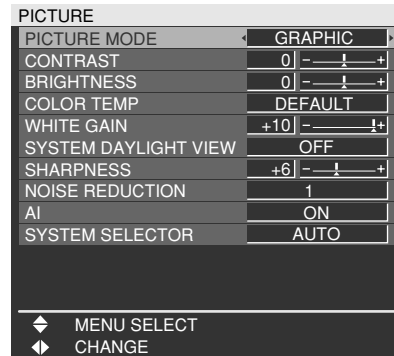 PICTURE
PICTURE MODE GRAPHIC
CONTRAST 0 - +
BRIGHTNESS 0 - +
COLOR TEMP DEFAULT
WHITE GAIN +10 - +
SYSTEM DAYLIGHT VIEW OFF
SHARPNESS +6 - +
NOISE REDUCTION 1
AI ON
SYSTEM SELECTOR AUTO
MENU SELECT
CHANGE